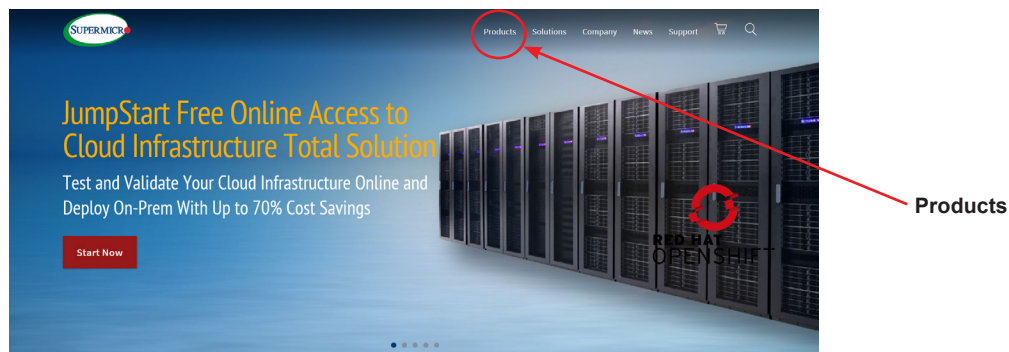 SUPERMICR
Products Solutions Company News Support
JumpStart Free Online Access to
Cloud Infrastructure Total Solution
Test and Validate Your Cloud Infrastructure Online and
Deploy On-Prem With Up to 70% Cost Savings
Start Now
Products
RED HAT
OPENSHIFT